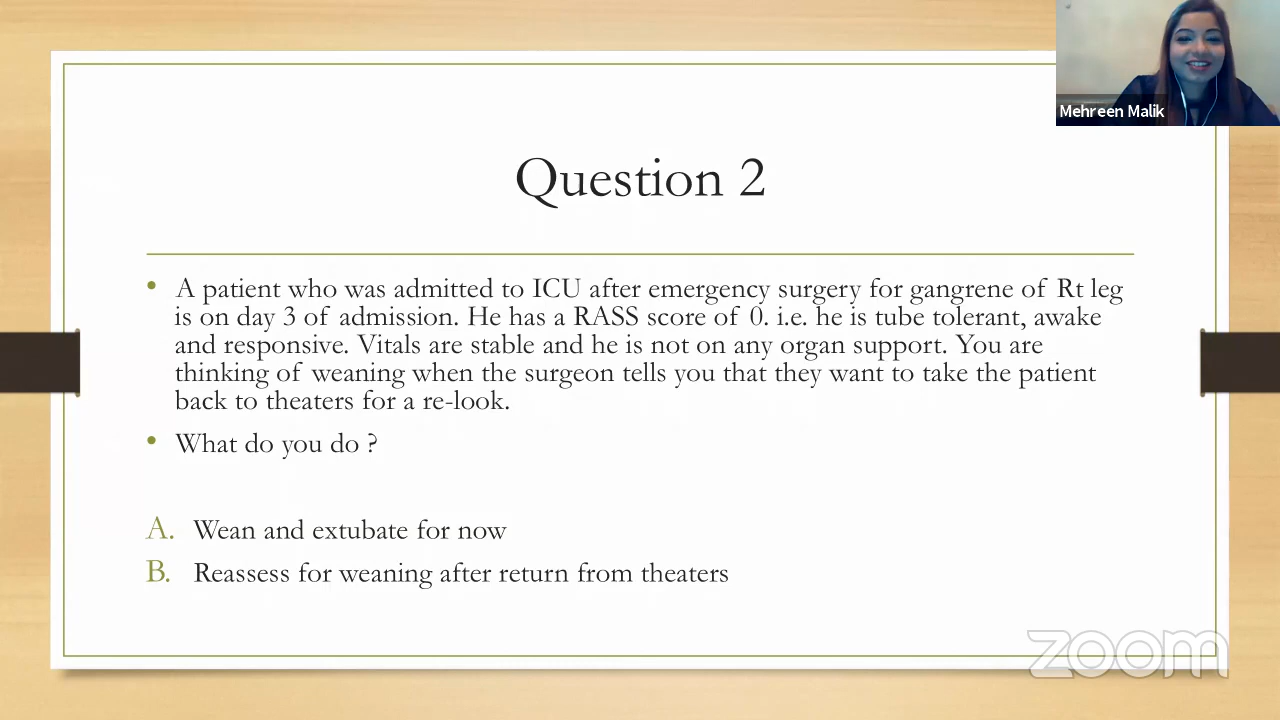 Mehreen Malik
Question 2
• A patient who was admitted to ICU after emergency surgery for gangrene of Rt leg
is on day 3 of admission. He has a RASS score of 0. i.e. he is tube tolerant, awake
and responsive. Vitals are stable and he is not on any organ support. You are
thinking of weaning when the surgeon tells you that they want to take the patient
back to theaters for a re-look.
• What do you do ?
A. Wean and extubate for now
B. Reassess for weaning after return from theaters
zoom